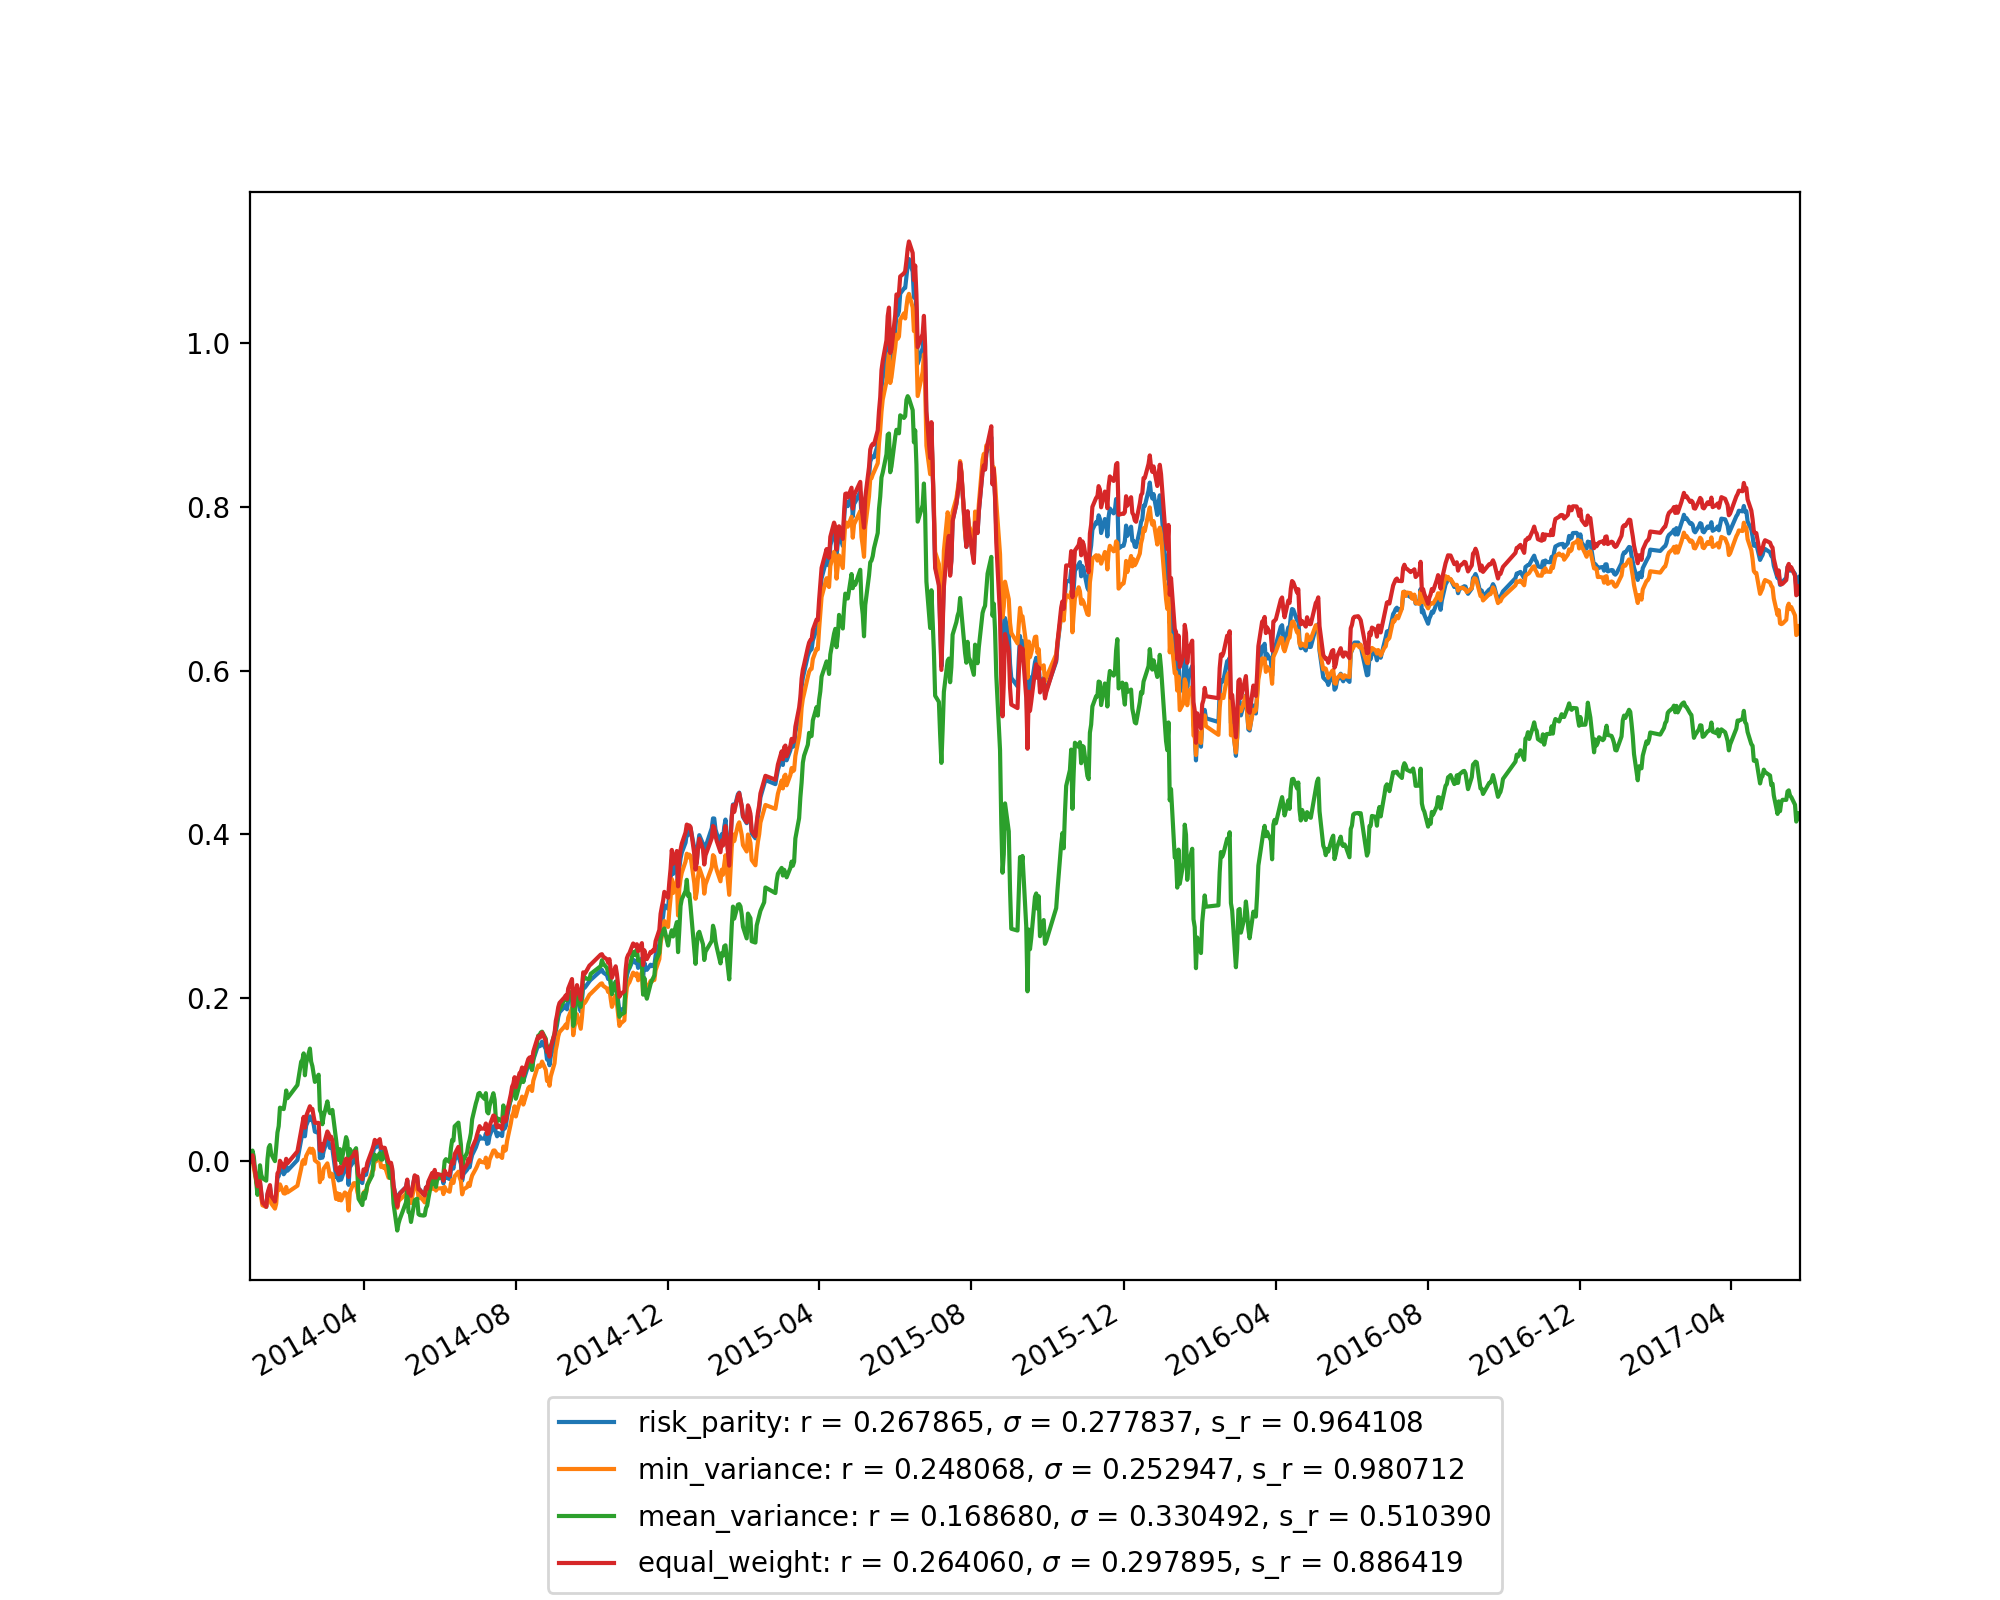 1.0
0.8
0.6
0.4
0.2
0.0
2014-04 2014-08 2014-12 2015-04 2015-08 2015-12 2016-04 2016-08 2016-12 2017-04
risk_parity: r = 0.267865, σ = 0.277837, s_r = 0.964108
min_variance: r = 0.248068, σ = 0.252947, s_r = 0.980712
mean_variance: r = 0.168680, σ = 0.330492, s_r = 0.510390
equal_weight: r = 0.264060, σ = 0.297895, s_r = 0.886419